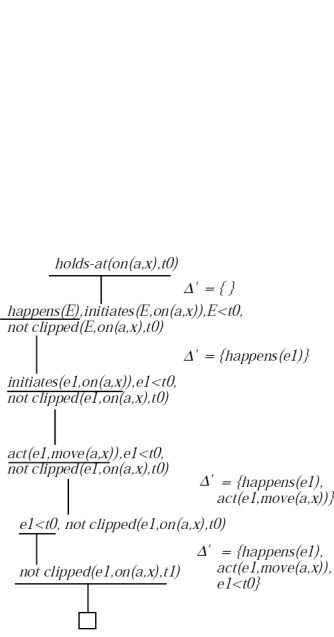 holds-at(on(a,x),t0)
Δ' = { }
happens(E),initiates(E,on(a,x)),E<t0,
not clipped(E,on(a,x),t0)
Δ' = {happens(e1)}
initiates(e1,on(a,x)),e1<t0,
not clipped(e1,on(a,x),t0)
act(e1,move(a,x)),e1<t0,
not clipped(e1,on(a,x),t0)
Δ' = {happens(e1),
act(e1,move(a,x))}
e1<t0, not clipped(e1,on(a,x),t0)
Δ' = {happens(e1),
act(e1,move(a,x)),
e1<t0}
not clipped(e1,on(a,x),t1)